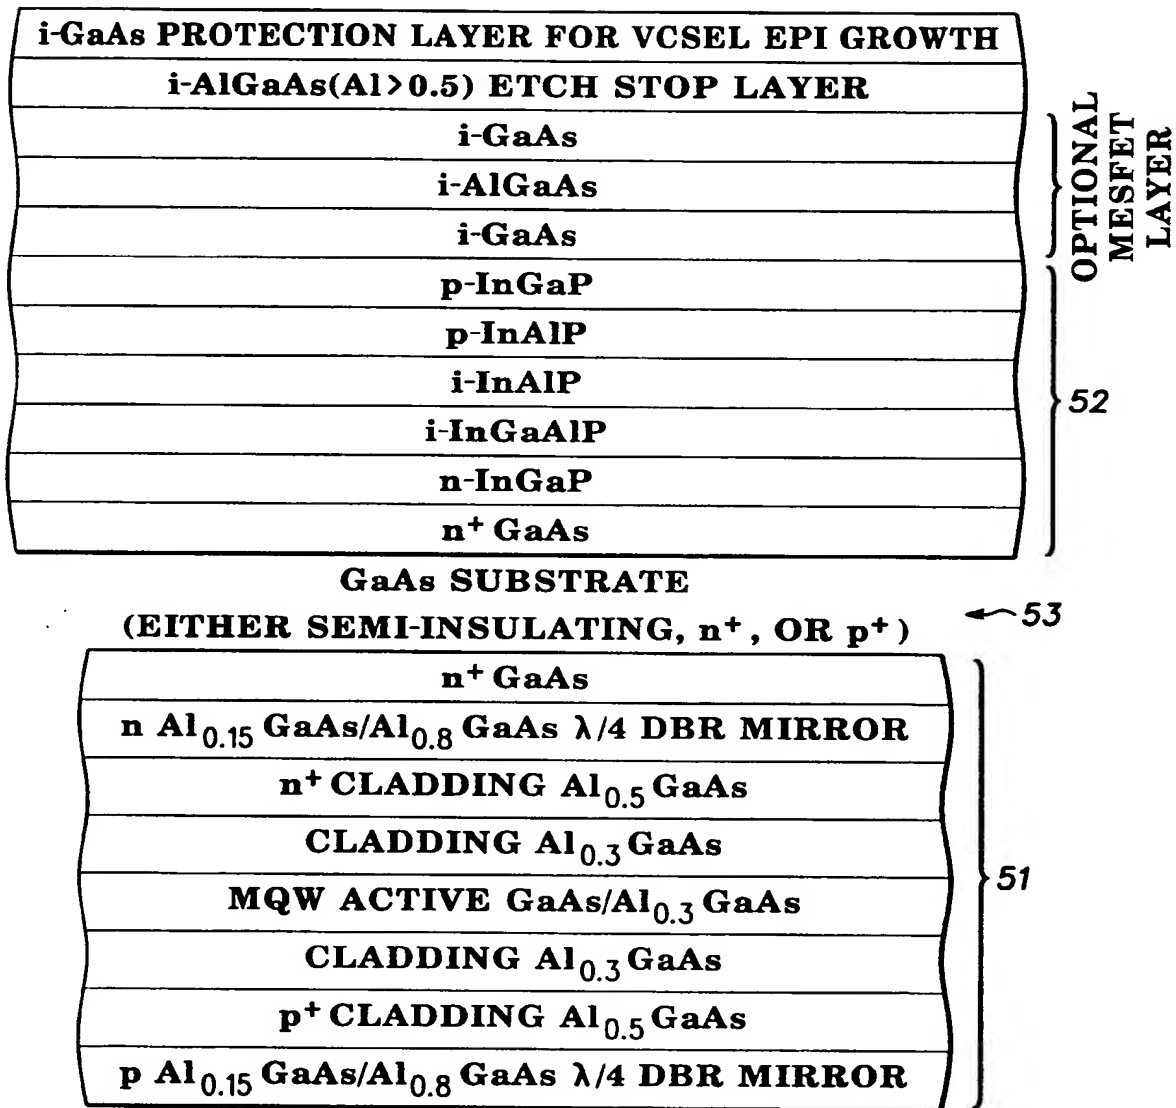 i-GaAs PROTECTION LAYER FOR VCSEL EPI GROWTH
i-AlGaAs(Al>0.5) ETCH STOP LAYER
i-GaAs
i-AlGaAs
i-GaAs
OPTIONAL
MESFET
LAYER
p-InGaP
p-InAlP
i-InAlP
i-InGaAlP
n-InGaP
n⁺ GaAs
52
GaAs SUBSTRATE
(EITHER SEMI-INSULATING, n⁺, OR p⁺)
53
n⁺ GaAs
n Al₀.₁₅ GaAs/Al₀.₈ GaAs λ/4 DBR MIRROR
n⁺ CLADDING Al₀.₅ GaAs
CLADDING Al₀.₃ GaAs
MQW ACTIVE GaAs/Al₀.₃ GaAs
CLADDING Al₀.₃ GaAs
p⁺ CLADDING Al₀.₅ GaAs
p Al₀.₁₅ GaAs/Al₀.₈ GaAs λ/4 DBR MIRROR
51